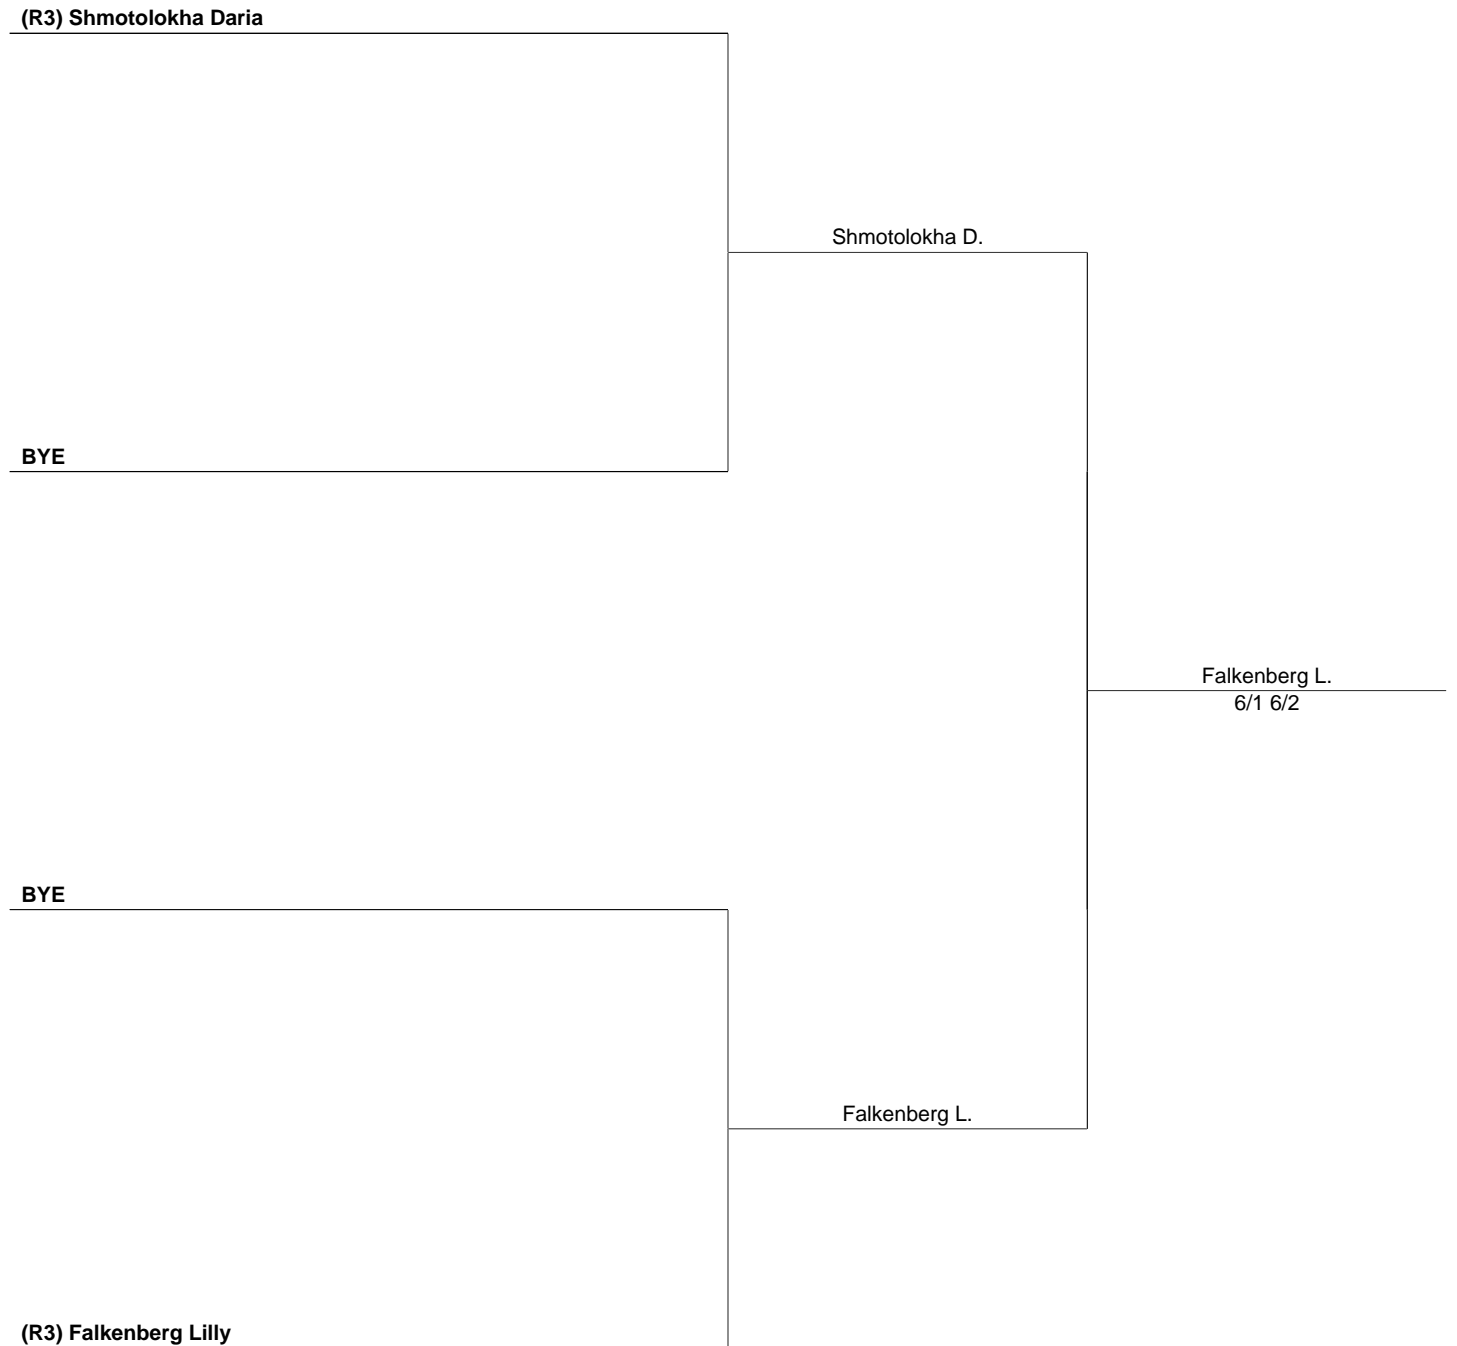 (R3) Shmotolokha Daria
Shmotolokha D.
BYE
Falkenberg L.
6/1 6/2
BYE
Falkenberg L.
(R3) Falkenberg Lilly